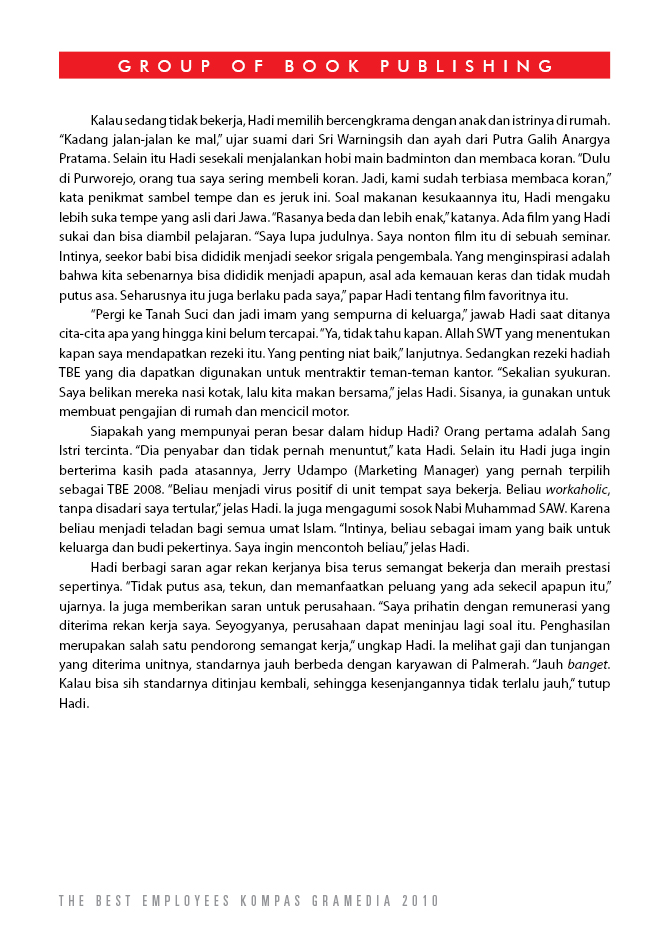 GROUP OF BOOK PUBLISHING
Kalau sedang tidak bekerja, Hadi memilih bercengkrama dengan anak dan istrinya di rumah.
“Kadang jalan-jalan ke mal,” ujar suami dari Sri Warningsih dan ayah dari Putra Galih Anargya
Pratama. Selain itu Hadi sesekali menjalankan hobi main badminton dan membaca koran. “Dulu
di Purworejo, orang tua saya sering membeli koran. Jadi, kami sudah terbiasa membaca koran,”
kata penikmat sambel tempe dan es jeruk ini. Soal makanan kesukaannya itu, Hadi mengaku
lebih suka tempe yang asli dari Jawa. “Rasanya beda dan lebih enak,” katanya. Ada film yang Hadi
sukai dan bisa diambil pelajaran. “Saya lupa judulnya. Saya nonton film itu di sebuah seminar.
Intinya, seekor babi bisa dididik menjadi seekor srigala pengembala. Yang menginspirasi adalah
bahwa kita sebenarnya bisa dididik menjadi apapun, asal ada kemauan keras dan tidak mudah
putus asa. Seharusnya itu juga berlaku pada saya,” papar Hadi tentang film favoritnya itu.
“Pergi ke Tanah Suci dan jadi imam yang sempurna di keluarga,” jawab Hadi saat ditanya
cita-cita apa yang hingga kini belum tercapai. “Ya, tidak tahu kapan. Allah SWT yang menentukan
kapan saya mendapatkan rezeki itu. Yang penting niat baik,” lanjutnya. Sedangkan rezeki hadiah
TBE yang dia dapatkan digunakan untuk mentraktir teman-teman kantor. “Sekalian syukuran.
Saya belikan mereka nasi kotak, lalu kita makan bersama,” jelas Hadi. Sisanya, ia gunakan untuk
membuat pengajian di rumah dan mencicil motor.
Siapakah yang mempunyai peran besar dalam hidup Hadi? Orang pertama adalah Sang
Istri tercinta. “Dia penyabar dan tidak pernah menuntut,” kata Hadi. Selain itu Hadi juga ingin
berterima kasih pada atasannya, Jerry Udampo (Marketing Manager) yang pernah terpilih
sebagai TBE 2008. “Beliau menjadi virus positif di unit tempat saya bekerja. Beliau workaholic,
tanpa disadari saya tertular,” jelas Hadi. Ia juga mengagumi sosok Nabi Muhammad SAW. Karena
beliau menjadi teladan bagi semua umat Islam. “Intinya, beliau sebagai imam yang baik untuk
keluarga dan budi pekertinya. Saya ingin mencontoh beliau,” jelas Hadi.
Hadi berbagi saran agar rekan kerjanya bisa terus semangat bekerja dan meraih prestasi
sepertinya. “Tidak putus asa, tekun, dan memanfaatkan peluang yang ada sekecil apapun itu,”
ujarnya. Ia juga memberikan saran untuk perusahaan. “Saya prihatin dengan remunerasi yang
diterima rekan kerja saya. Seyogyanya, perusahaan dapat meninjau lagi soal itu. Penghasilan
merupakan salah satu pendorong semangat kerja,” ungkap Hadi. Ia melihat gaji dan tunjangan
yang diterima unitnya, standarnya jauh berbeda dengan karyawan di Palmerah. “Jauh banget.
Kalau bisa sih standarnya ditinjau kembali, sehingga kesenjangannya tidak terlalu jauh,” tutup
Hadi.
THE BEST EMPLOYEES KOMPAS GRAMEDIA 2010